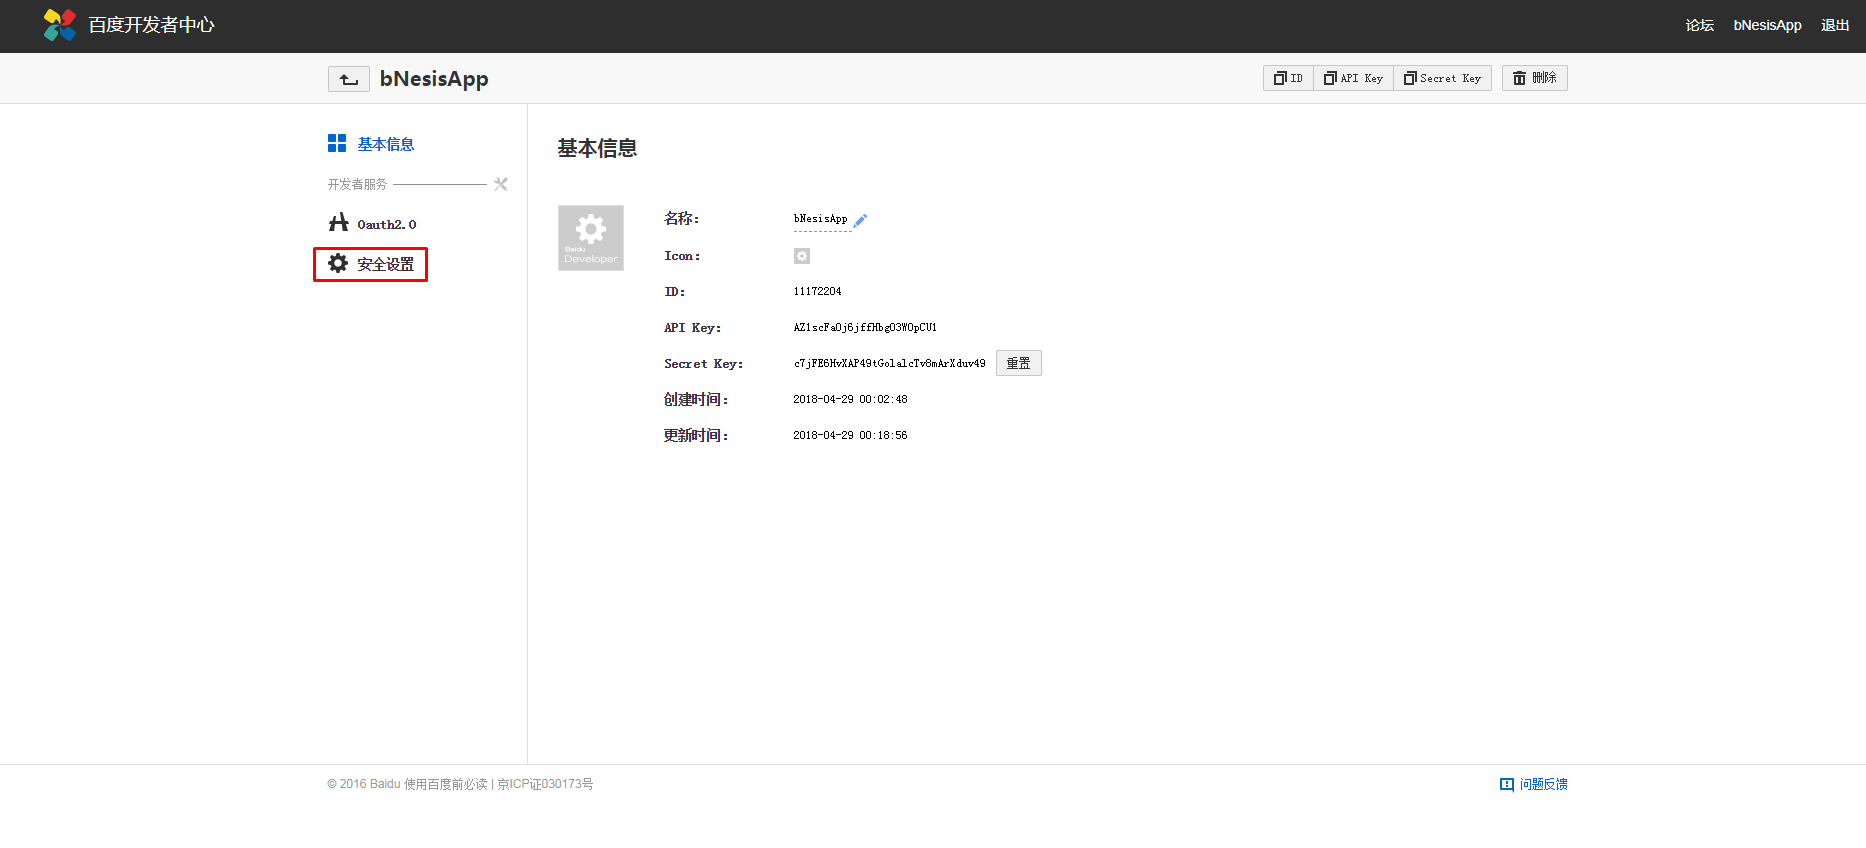 百度开发者中心
论坛 bNesisApp 退出
bNesisApp
ID API Key Secret Key 删除
基本信息
开发者服务
Oauth2.0
安全设置
基本信息
Baidu
Developer
名称： bNesisApp
Icon：
ID： 11172204
API Key： AZ1scFaOj6jffHbgO3WOpCU1
Secret Key： c7jFE6HvXAP49tGolalcTv8mArXduv49 重置
创建时间： 2018-04-29 00:02:48
更新时间： 2018-04-29 00:18:56
© 2016 Baidu 使用百度前必读 | 京ICP证030173号
问题反馈